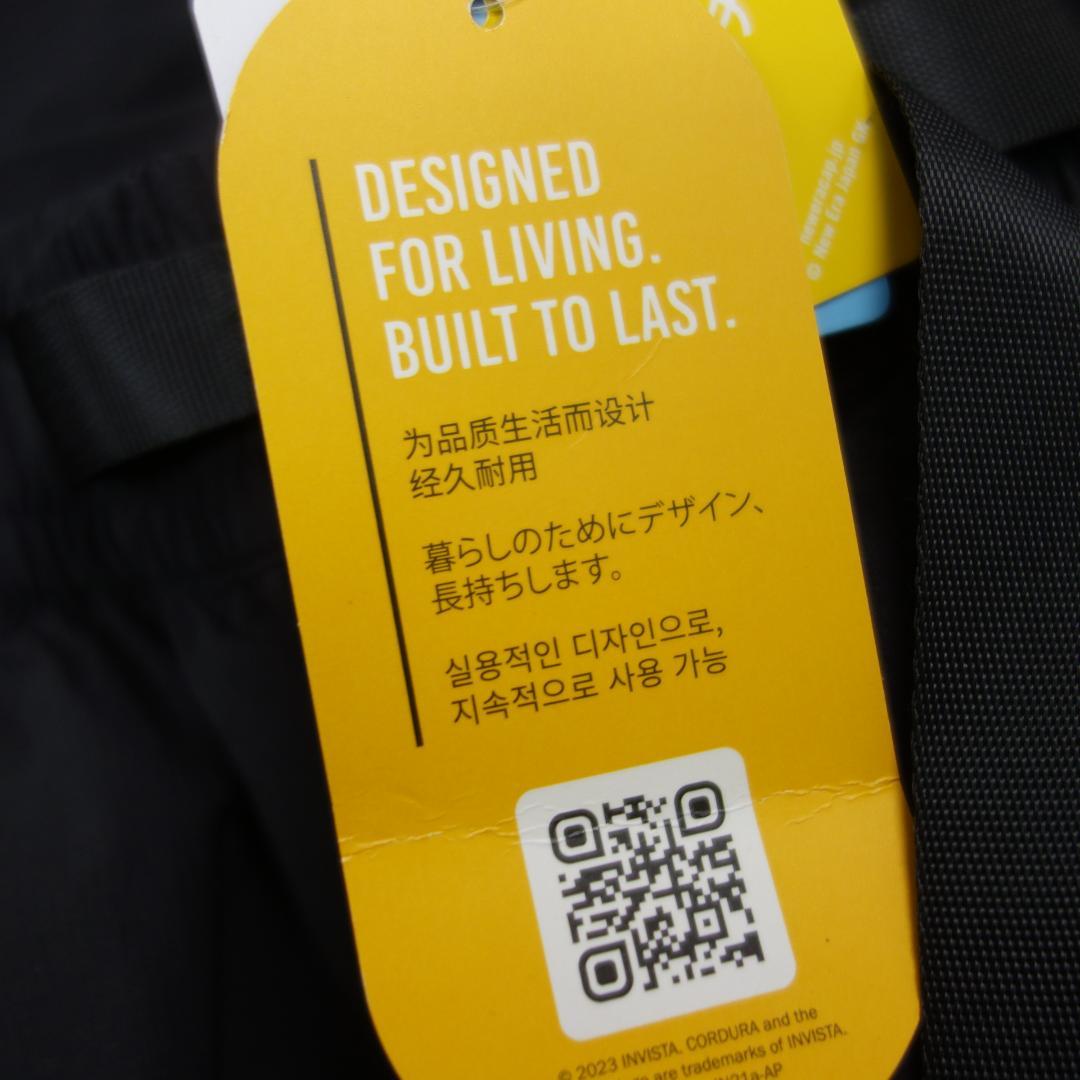 DESIGNED
FOR LIVING.
BUILT TO LAST.
为品质生活而设计
经久耐用
暮らしのためにデザイン、
長持ちします。
실용적인 디자인으로,
지속적으로 사용 가능
© 2023 INVISTA. CORDURA and the
are trademarks of INVISTA.
neweracap.jp
© New Era Japan GK.